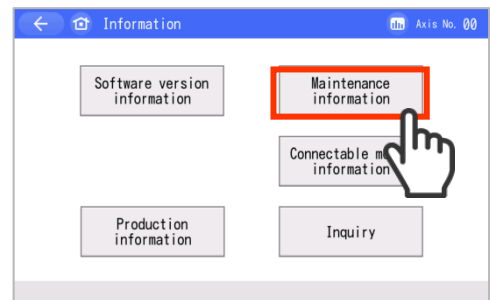 Information
Axis No. 00
Software version
information
Maintenance
information
Connectable
information
Production
information
Inquiry